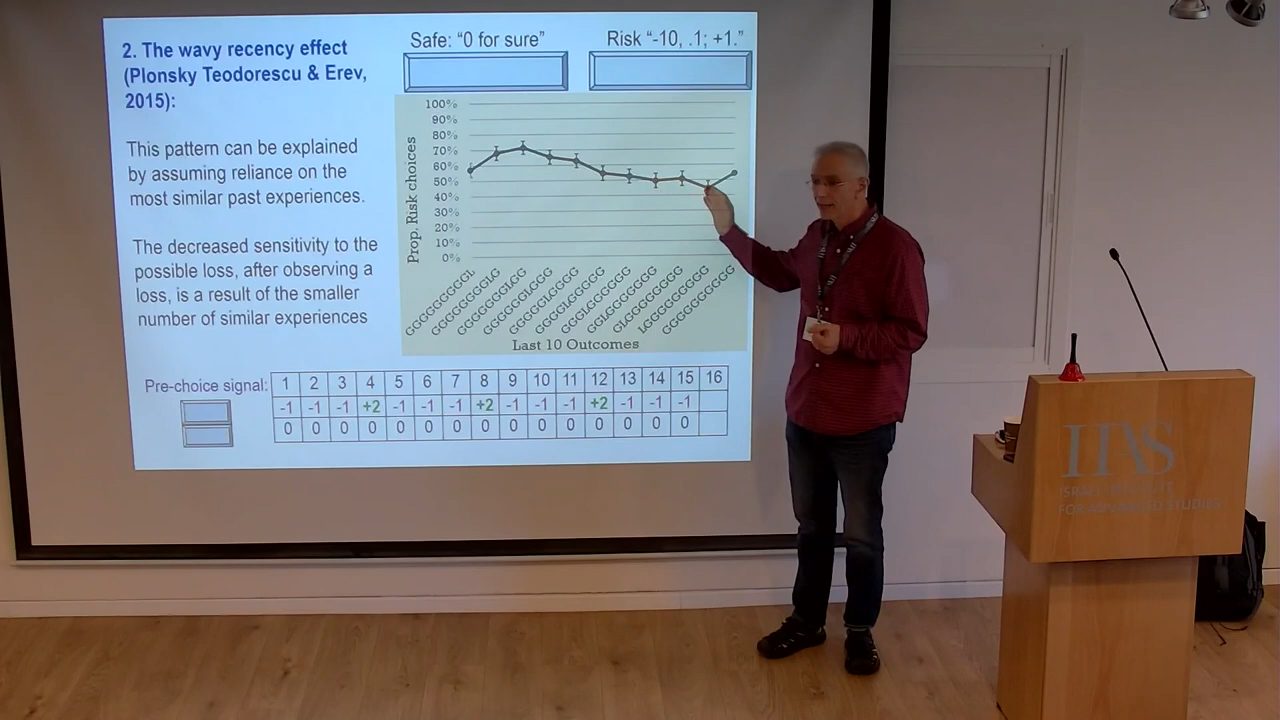 2. The wavy recency effect
(Plonsky Teodorescu & Erev,
2015):
This pattern can be explained
by assuming reliance on the
most similar past experiences.
The decreased sensitivity to the
possible loss, after observing a
loss, is a result of the smaller
number of similar experiences
Safe: “0 for sure”
Risk “-10, .1; +1.”
Prop. Risk choices
100%
90%
80%
70%
60%
50%
40%
30%
20%
10%
0%
GGGGGGGGGL
GGGGGGGGLG
GGGGGGGLGG
GGGGGGLGGG
GGGGGLGGGG
GGGGLGGGGG
GGGLGGGGGG
GGLGGGGGGG
GLGGGGGGGG
LGGGGGGGGG
GGGGGGGGGG
Last 10 Outcomes
Pre-choice signal: 1 2 3 4 5 6 7 8 9 10 11 12 13 14 15 16
-1 -1 -1 +2 -1 -1 -1 +2 -1 -1 -1 +2 -1 -1 -1
0 0 0 0 0 0 0 0 0 0 0 0 0 0 0
IIAS
ISRAEL INSTITUTE
FOR ADVANCED STUDIES